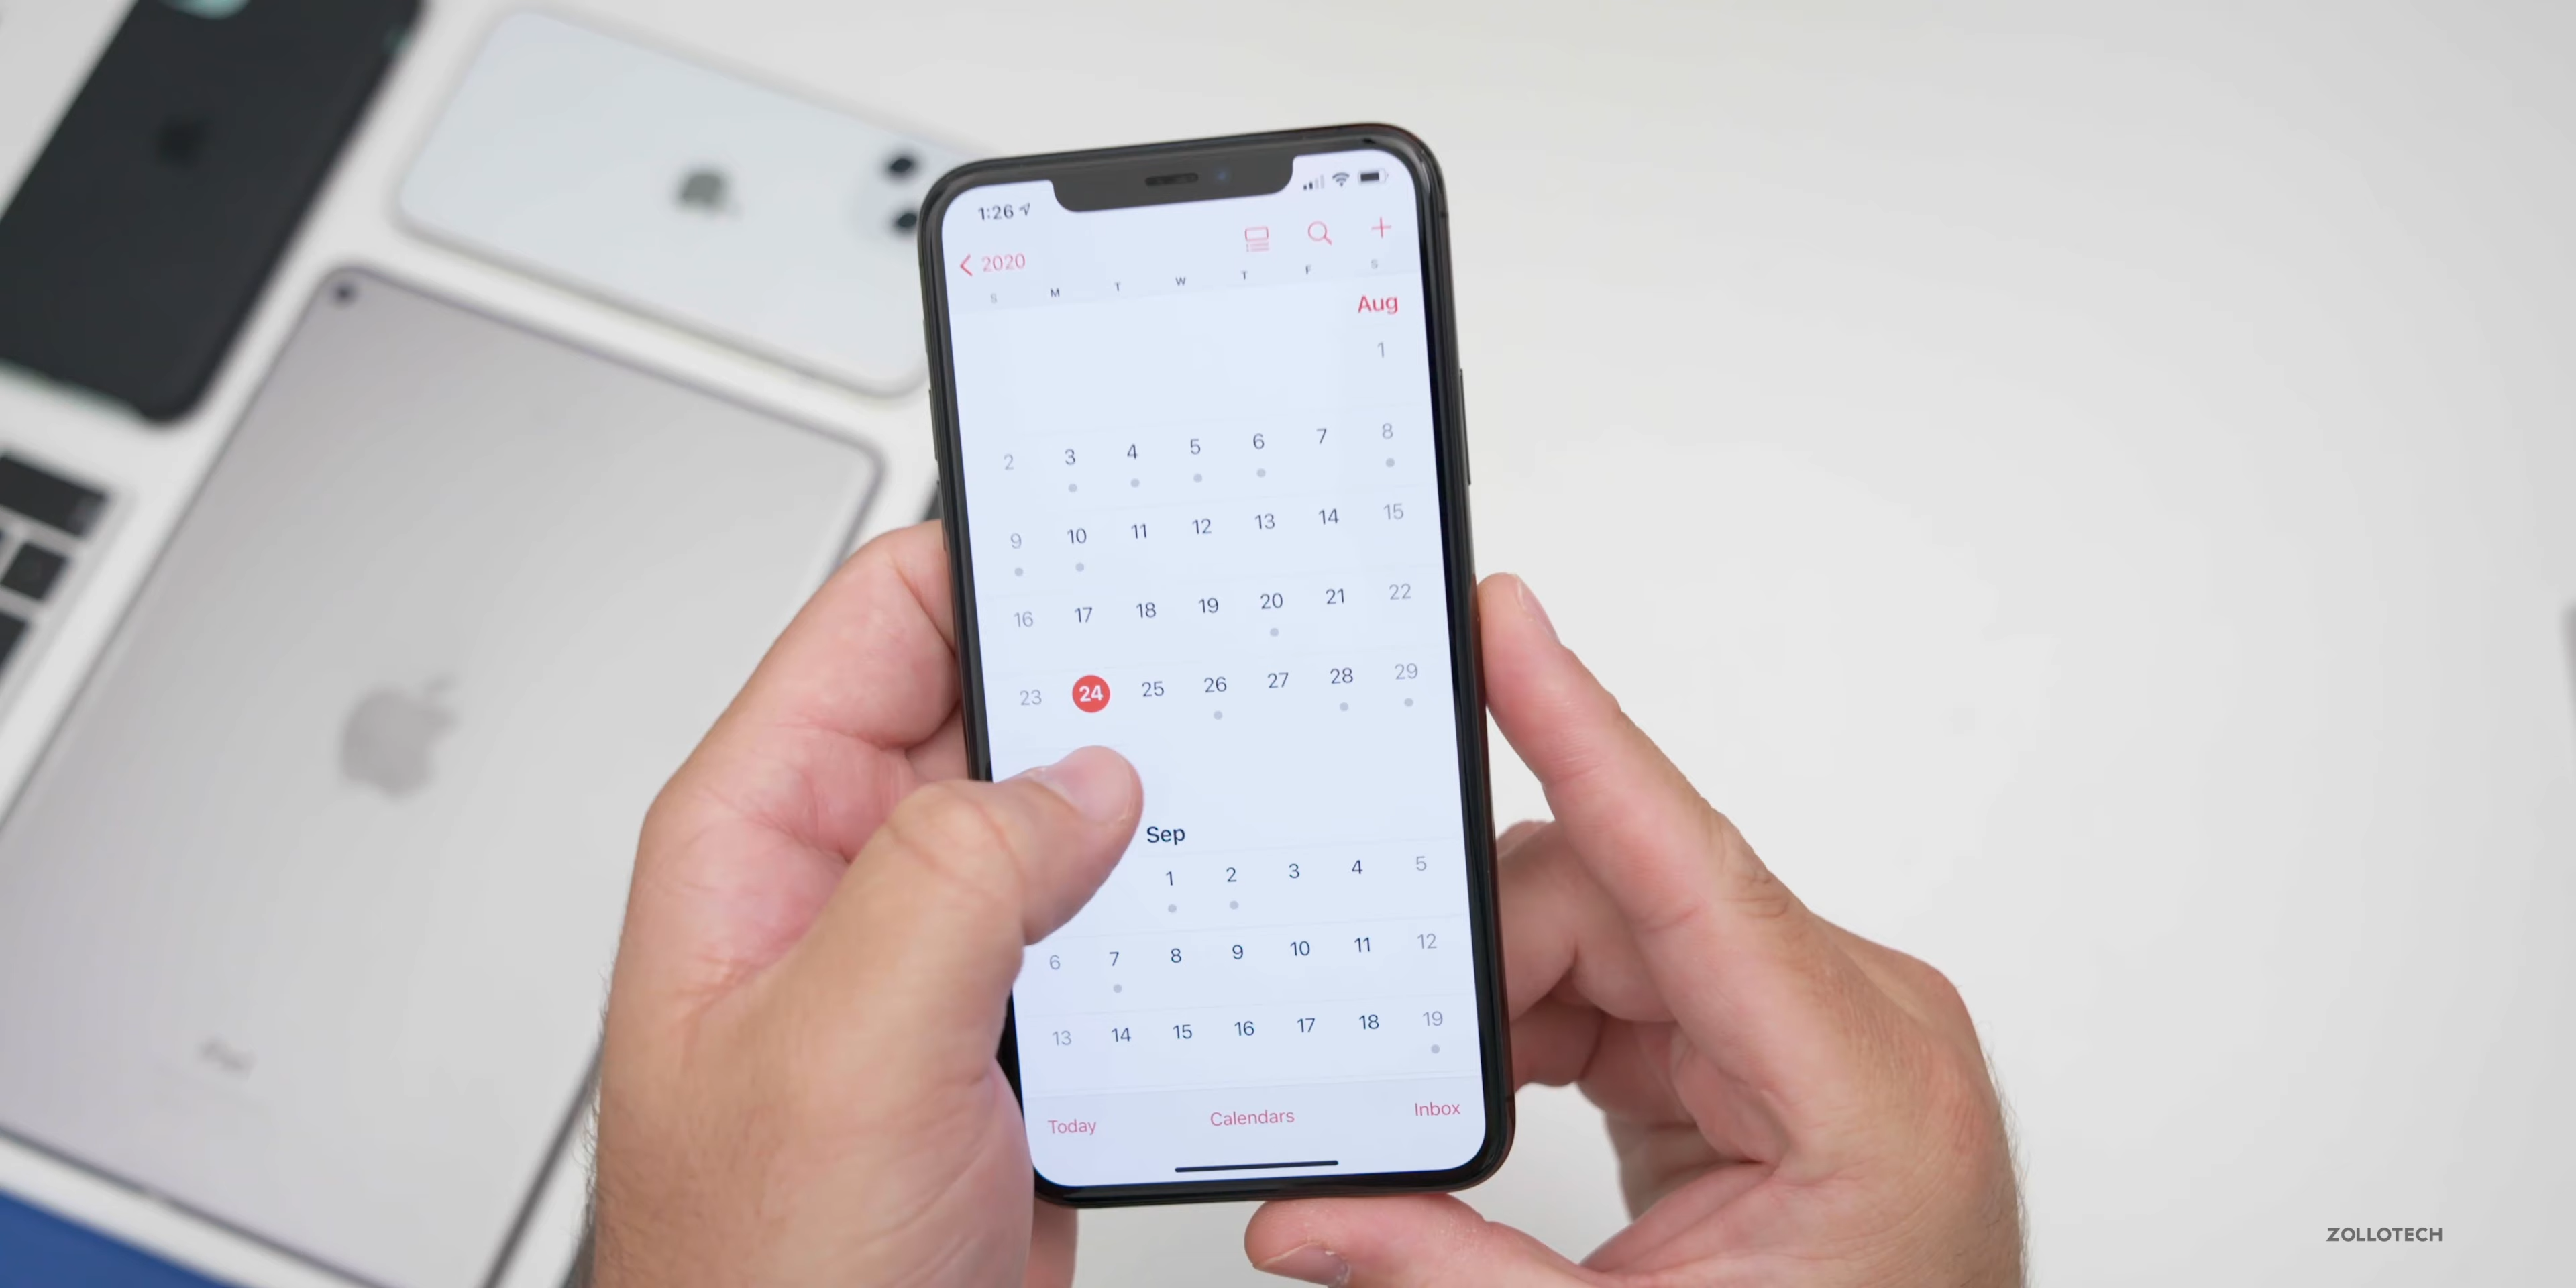 1:26
2020
S M T W T F S
Aug
1
2 3 4 5 6 7 8
9 10 11 12 13 14 15
16 17 18 19 20 21 22
23 24 25 26 27 28 29
Sep
1 2 3 4 5
6 7 8 9 10 11 12
13 14 15 16 17 18 19
Today Calendars Inbox
iPad
ZOLLOTECH